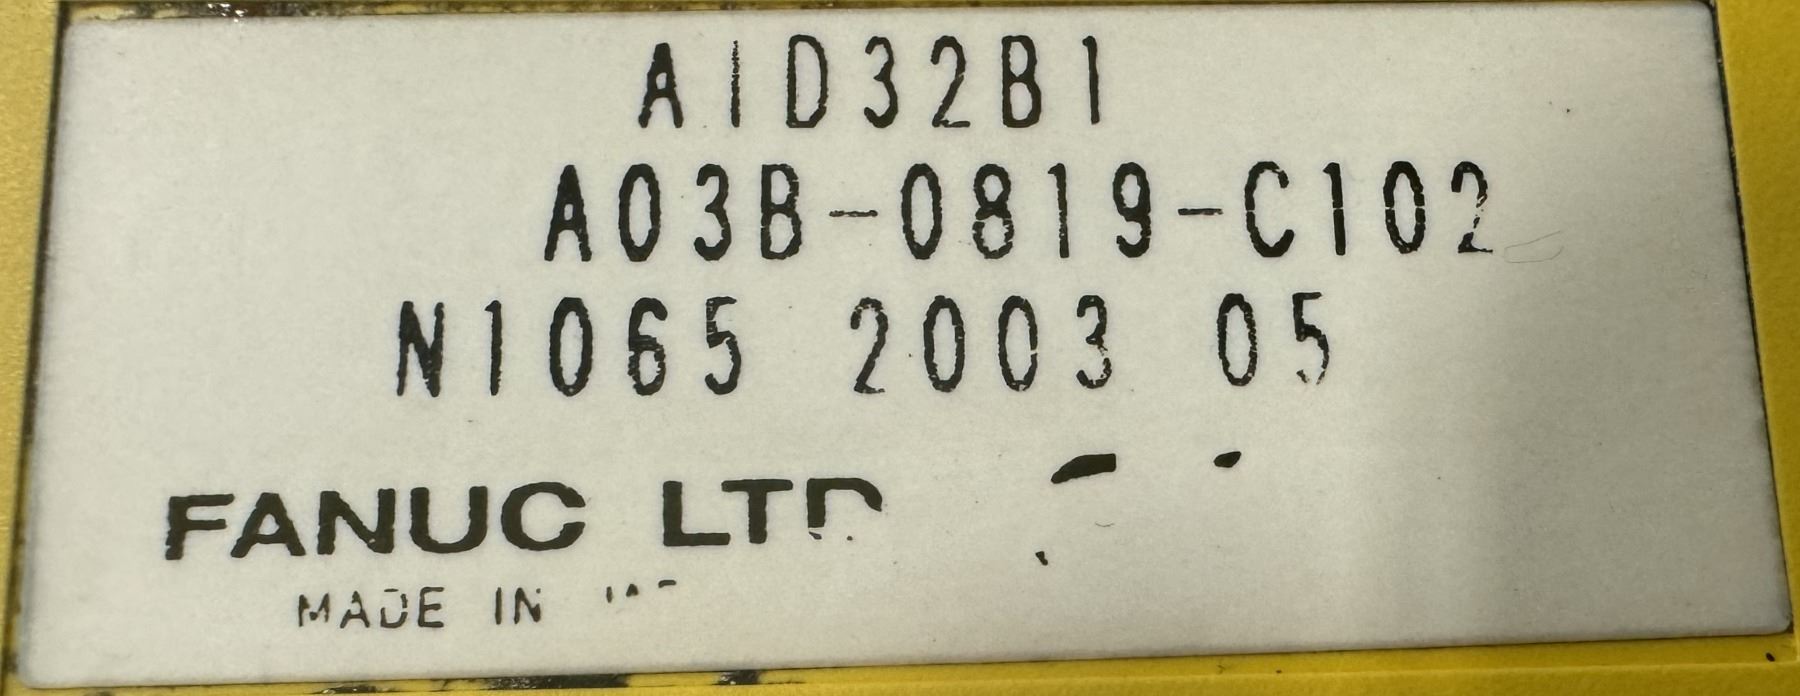 AID32B1
A03B-0819-C102
N1065 2003 05
FANUC LTD
MADE IN